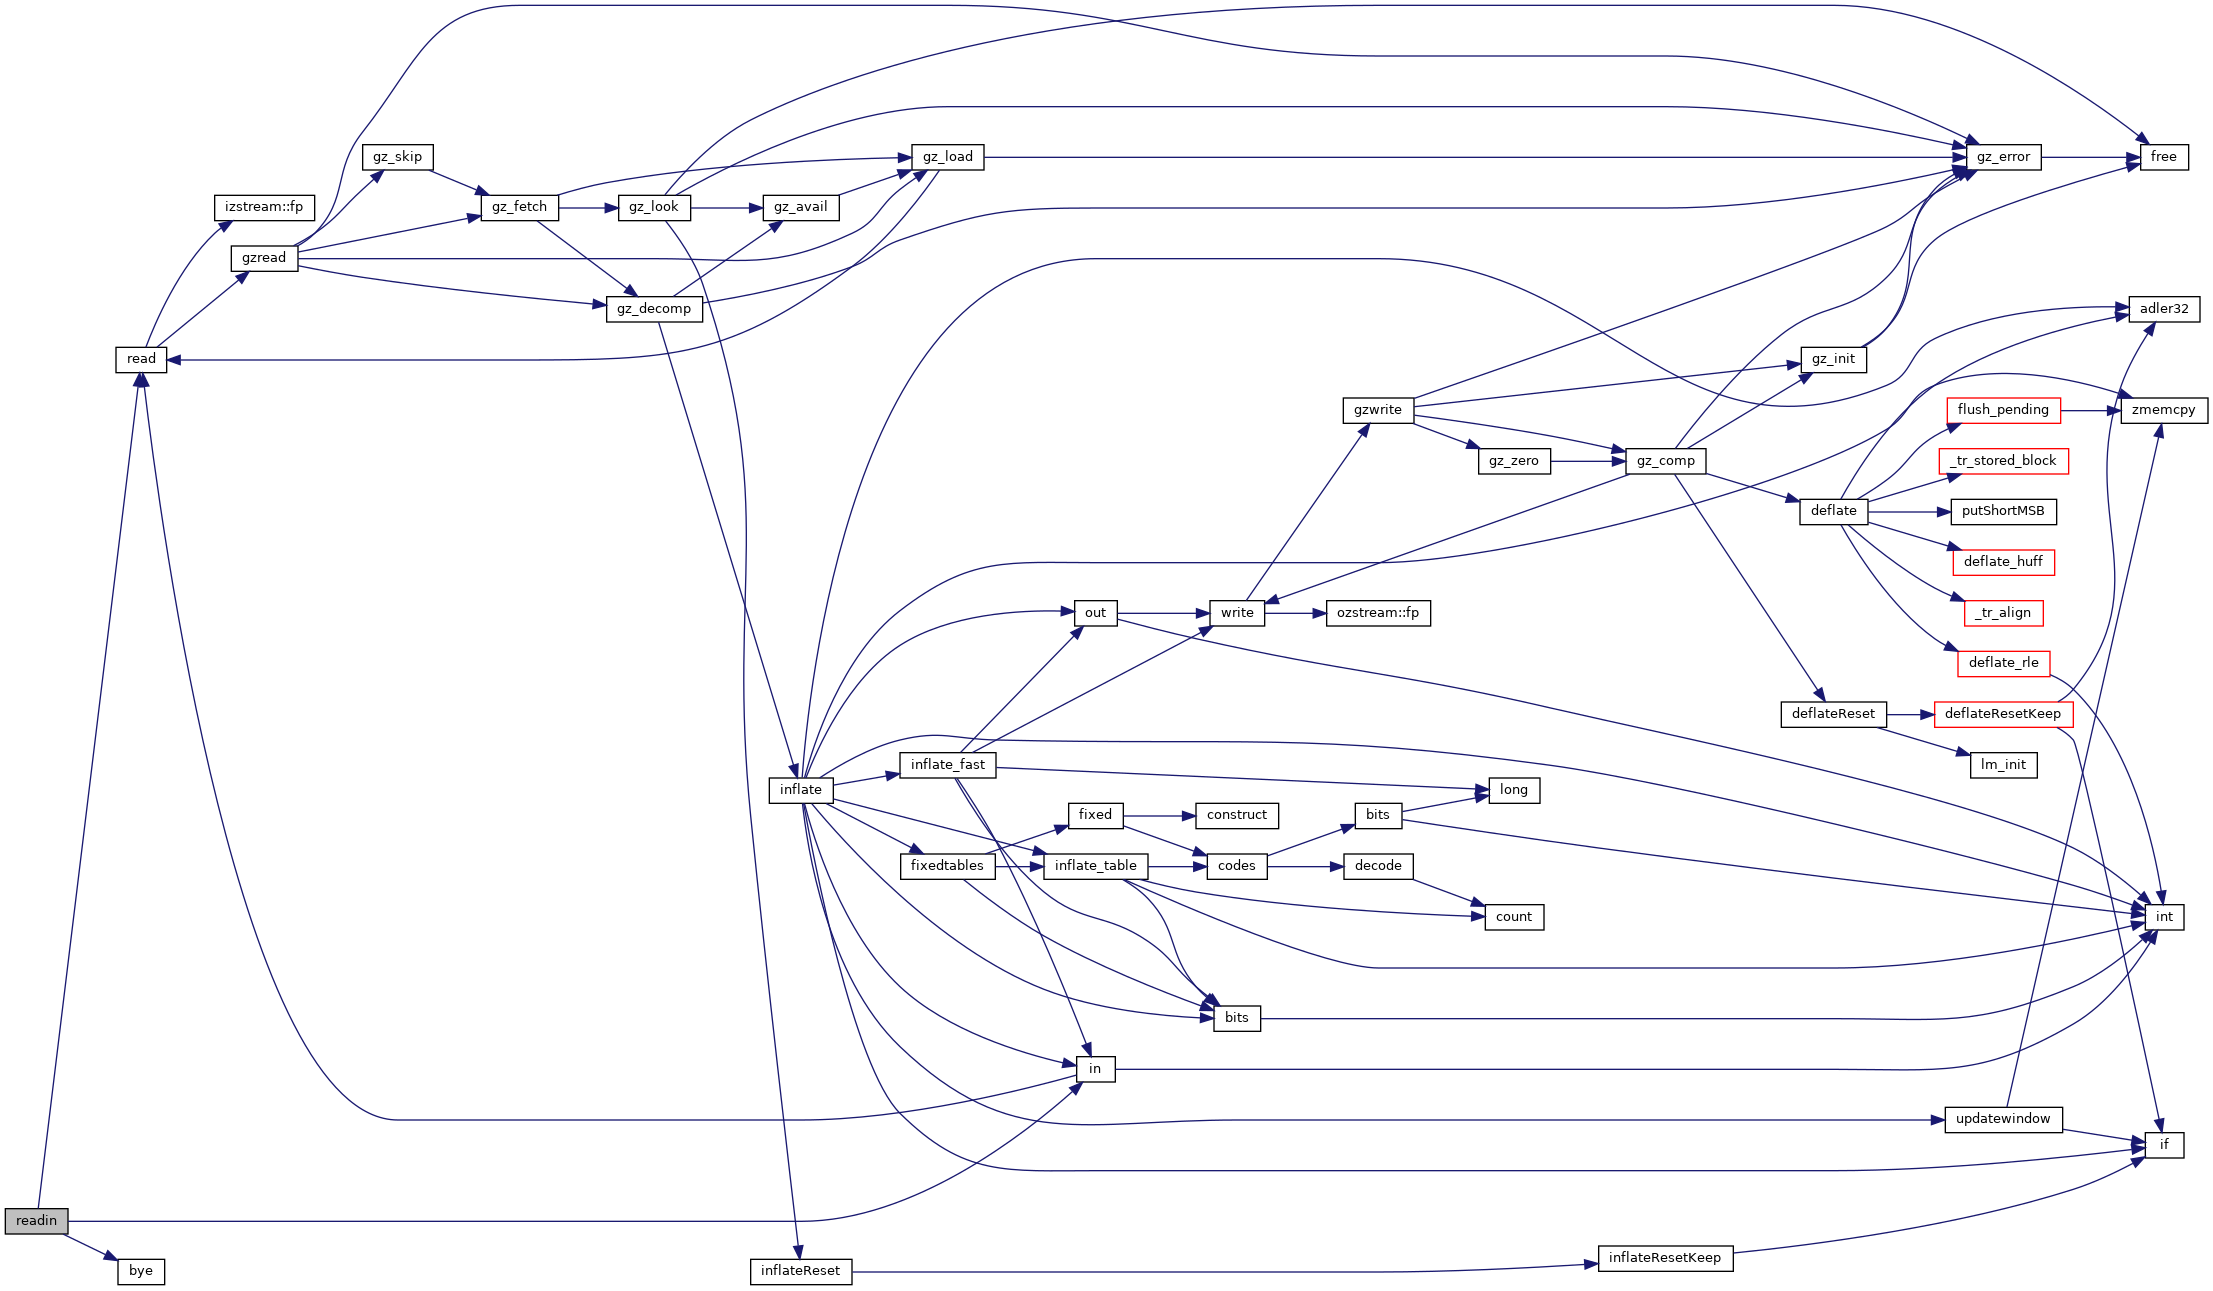 gz_skip
gz_load
gz_error
free
izstream::fp
gz_fetch
gz_look
gz_avail
gzread
gz_decomp
adler32
read
gz_init
gzwrite
flush_pending
zmemcpy
gz_zero
gz_comp
_tr_stored_block
deflate
putShortMSB
deflate_huff
out
write
ozstream::fp
_tr_align
deflate_rle
deflateReset
deflateResetKeep
inflate_fast
lm_init
inflate
long
fixed
construct
bits
fixedtables
inflate_table
codes
decode
count
int
bits
in
updatewindow
if
readin
inflateResetKeep
bye
inflateReset